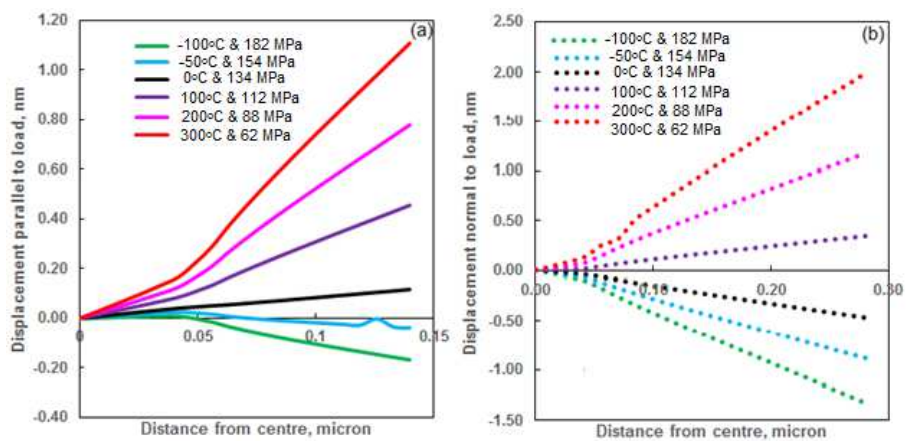 (a)
Displacement parallel to load, nm
1.20
1.00
0.80
0.60
0.40
0.20
0.00
-0.20
-0.40
-100°C & 182 MPa
-50°C & 154 MPa
0°C & 134 MPa
100°C & 112 MPa
200°C & 88 MPa
300°C & 62 MPa
0
0.05
0.1
0.15
Distance from centre, micron
(b)
Displacement normal to load, nm
2.50
2.00
1.50
1.00
0.50
0.00
-0.50
-1.00
-1.50
-100°C & 182 MPa
-50°C & 154 MPa
0°C & 134 MPa
100°C & 112 MPa
200°C & 88 MPa
300°C & 62 MPa
0.00
0.10
0.20
0.30
Distance from centre, micron